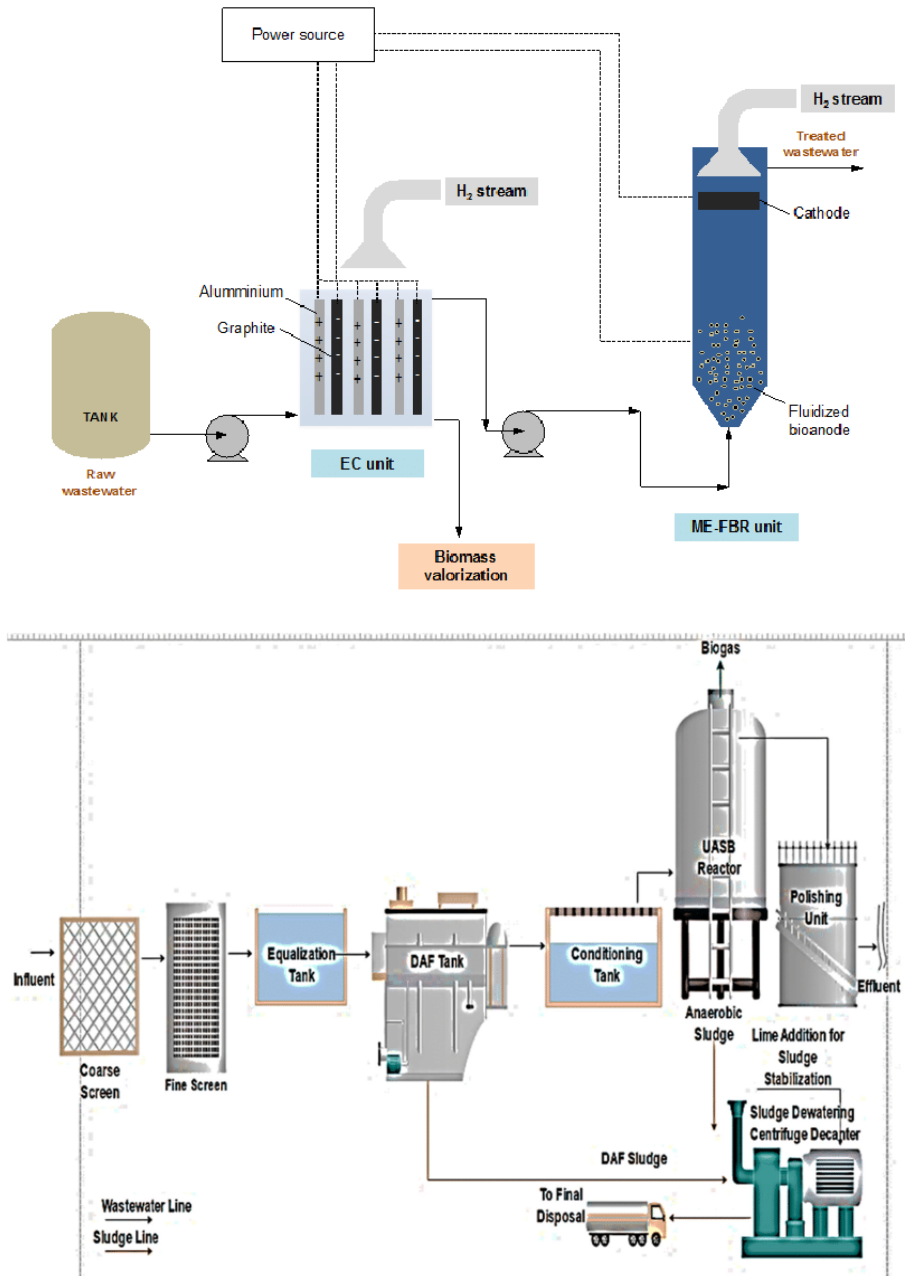 Power source
H₂ stream
Treated
wastewater
H₂ stream
Cathode
Alumminium
Graphite
+ - + - + -
+ - + - + -
+ - + - + -
+ - + - + -
TANK
Fluidized
bioanode
EC unit
Raw
wastewater
ME-FBR unit
Biomass
valorization
Biogas
UASB
Reactor
Polishing
Unit
Equalization
Tank
DAF Tank
Conditioning
Tank
Influent
Effluent
Anaerobic
Sludge
Lime Addition for
Sludge
Stabilization
Coarse
Screen
Fine Screen
Sludge Dewatering
Centrifuge Decanter
DAF Sludge
To Final
Disposal
Wastewater Line
Sludge Line